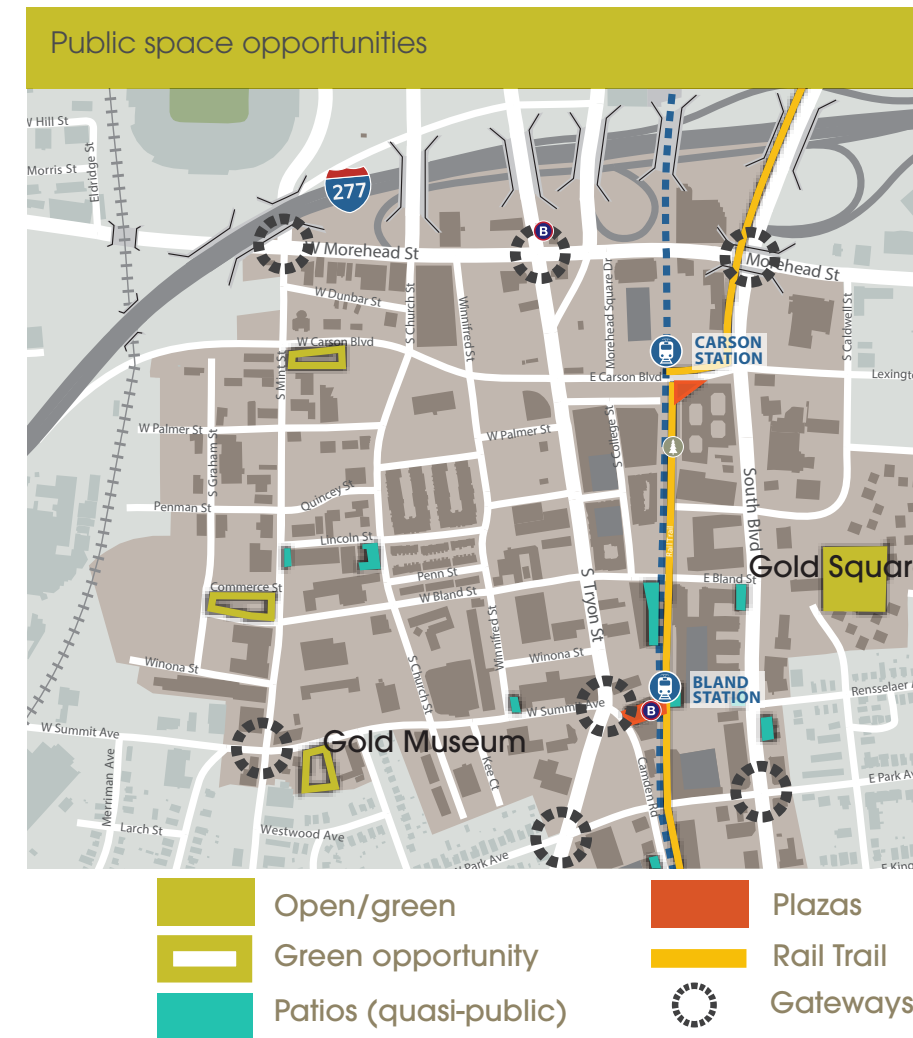 Public space opportunities
W Hill St
Morris St
Eldridge St
277
B
W Morehead St
Morehead St
W Dunbar St
S Church St
Winnifred St
Morehead Square Dr
S Caldwell St
W Carson Blvd
CARSON
STATION
S Mint St
E Carson Blvd
Lexington
W Palmer St
W Palmer St
S Graham St
S College St
South Blvd
Quincey St
Penman St
Lincoln St
Penn St
W Bland St
E Bland St
Gold Squar
Commerce St
S Tryon St
Winnifred St
Winona St
Winona St
S Church St
BLAND
STATION
Rensselaer A
W Summit Ave
W Summit Ave
B
Gold Museum
Kee Ct
Camden Rd
Merriman Ave
E Park Av
Larch St
Westwood Ave
W Park Ave
E King
Open/green
Plazas
Green opportunity
Rail Trail
Patios (quasi-public)
Gateways